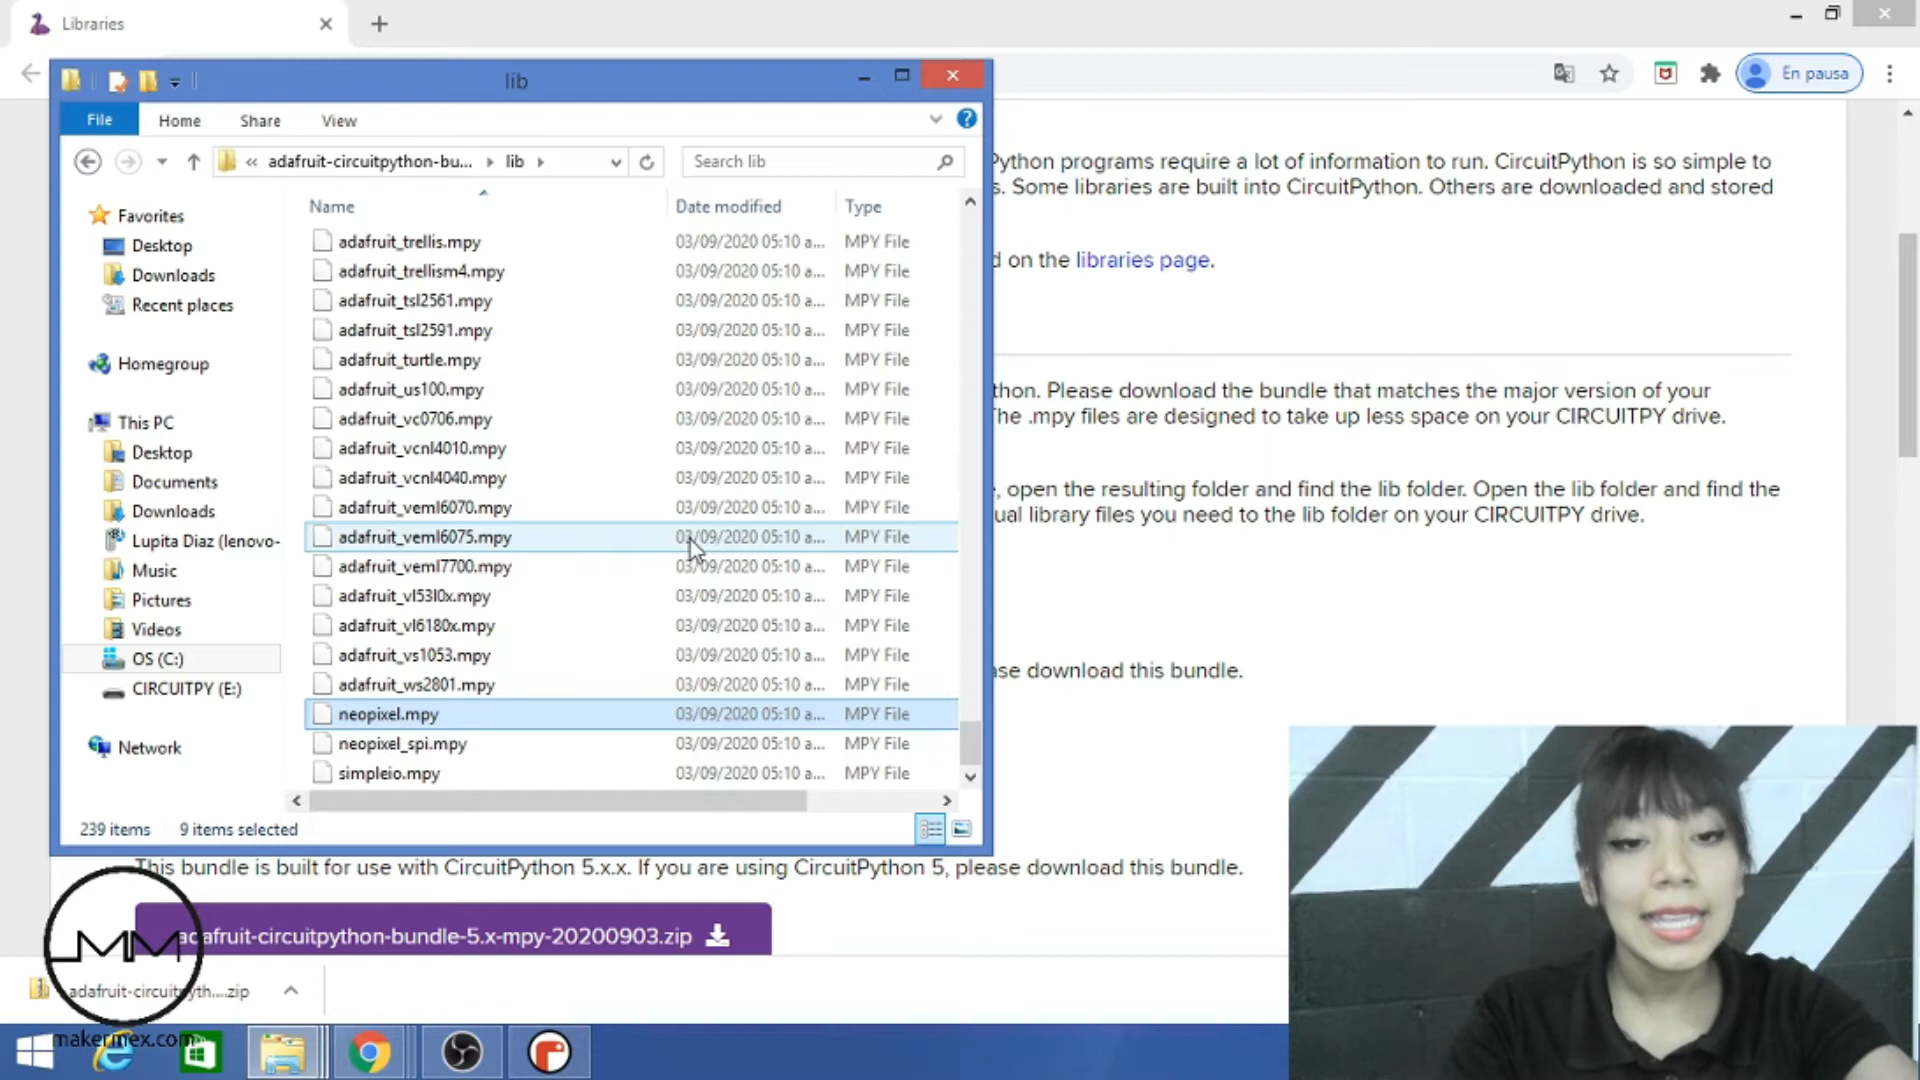 Libraries
En pausa
lib
File
Home
Share
View
« adafruit-circuitpython-bu... lib
Search lib
Favorites
Desktop
Downloads
Recent places
Homegroup
This PC
Desktop
Documents
Downloads
Lupita Diaz (lenovo-
Music
Pictures
Videos
OS (C:)
CIRCUITPY (E:)
Network
Name Date modified Type
adafruit_trellis.mpy 03/09/2020 05:10 a... MPY File
adafruit_trellism4.mpy 03/09/2020 05:10 a... MPY File
adafruit_tsl2561.mpy 03/09/2020 05:10 a... MPY File
adafruit_tsl2591.mpy 03/09/2020 05:10 a... MPY File
adafruit_turtle.mpy 03/09/2020 05:10 a... MPY File
adafruit_us100.mpy 03/09/2020 05:10 a... MPY File
adafruit_vc0706.mpy 03/09/2020 05:10 a... MPY File
adafruit_vcnl4010.mpy 03/09/2020 05:10 a... MPY File
adafruit_vcnl4040.mpy 03/09/2020 05:10 a... MPY File
adafruit_veml6070.mpy 03/09/2020 05:10 a... MPY File
adafruit_veml6075.mpy 03/09/2020 05:10 a... MPY File
adafruit_veml7700.mpy 03/09/2020 05:10 a... MPY File
adafruit_vl53l0x.mpy 03/09/2020 05:10 a... MPY File
adafruit_vl6180x.mpy 03/09/2020 05:10 a... MPY File
adafruit_vs1053.mpy 03/09/2020 05:10 a... MPY File
adafruit_ws2801.mpy 03/09/2020 05:10 a... MPY File
neopixel.mpy 03/09/2020 05:10 a... MPY File
neopixel_spi.mpy 03/09/2020 05:10 a... MPY File
simpleio.mpy 03/09/2020 05:10 a... MPY File
239 items 9 items selected
Python programs require a lot of information to run. CircuitPython is so simple to
s. Some libraries are built into CircuitPython. Others are downloaded and stored
d on the libraries page.
thon. Please download the bundle that matches the major version of your
The .mpy files are designed to take up less space on your CIRCUITPY drive.
, open the resulting folder and find the lib folder. Open the lib folder and find the
ual library files you need to the lib folder on your CIRCUITPY drive.
ase download this bundle.
This bundle is built for use with CircuitPython 5.x.x. If you are using CircuitPython 5, please download this bundle.
adafruit-circuitpython-bundle-5.x-mpy-20200903.zip
adafruit-circuitpyth....zip
MM
makermex.com